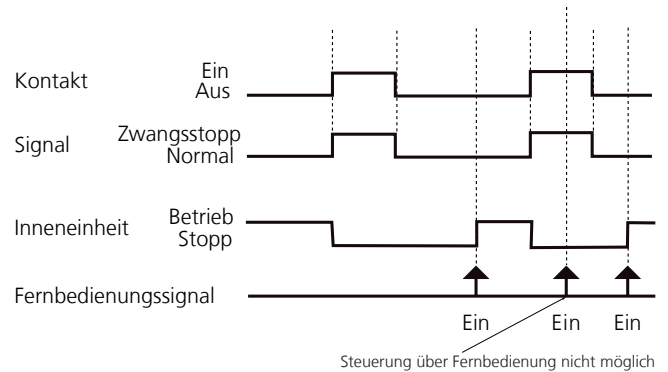 Kontakt
Ein
Aus
Signal
Zwangsstopp
Normal
Inneneinheit
Betrieb
Stopp
Fernbedienungssignal
Ein Ein Ein
Steuerung über Fernbedienung nicht möglich